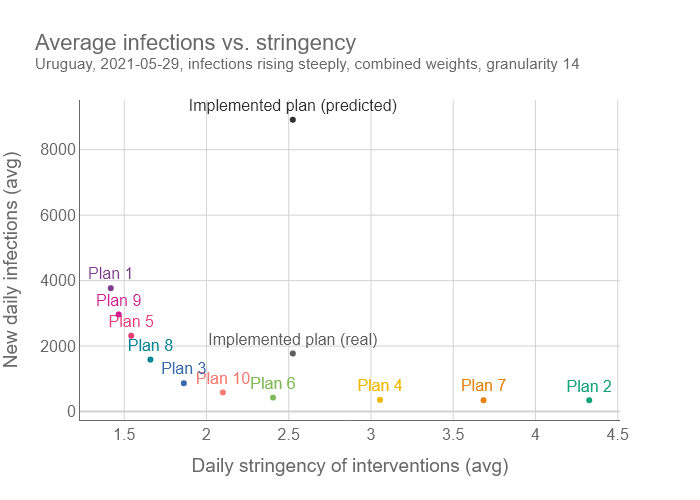 Average infections vs. stringency
Uruguay, 2021-05-29, infections rising steeply, combined weights, granularity 14
Implemented plan (predicted)
8000
6000
Plan 1
4000
Plan 9
Plan 5
Implemented plan (real)
Plan 8
2000
Plan 3
Plan 10
Plan 6
Plan 4
Plan 7
Plan 2
0
New daily infections (avg)
1.5
2
2.5
3
3.5
4
4.5
Daily stringency of interventions (avg)